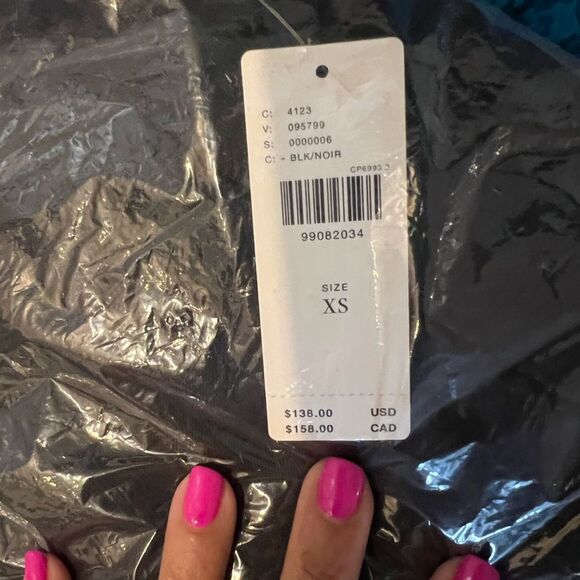 C: 4123
V: 095799
S: 0000006
C: - BLK/NOIR
CP6993 3
99082034
SIZE
XS
$138.00 USD
$158.00 CAD